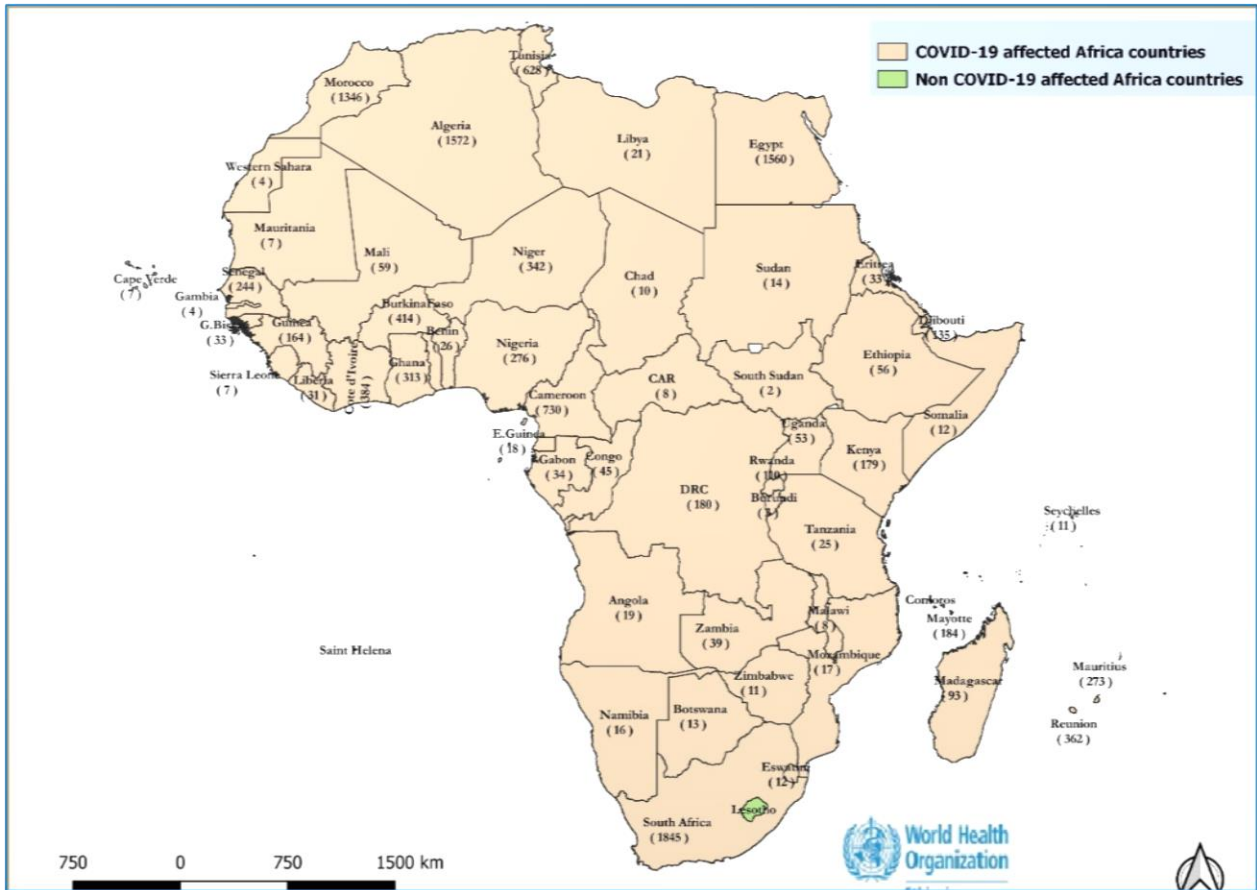 COVID-19 affected Africa countries
Non COVID-19 affected Africa countries
Tunisia
( 628 )
Morocco
( 1346 )
Algeria
( 1572 )
Libya
( 21 )
Egypt
( 1560 )
Western Sahara
( 4 )
Mauritania
( 7 )
Mali
( 59 )
Niger
( 342 )
Chad
( 10 )
Sudan
( 14 )
Eritrea
( 33 )
Cape Verde
( 7 )
Senegal
( 244 )
Gambia
( 4 )
G.Bis
( 33 )
Guinea
( 164 )
Sierra Leone
( 7 )
Liberia
( 31 )
Cote d'Ivoire
( 384 )
Burkina Faso
( 414 )
Ghana
( 313 )
Benin
( 26 )
Nigeria
( 276 )
Cameroon
( 730 )
CAR
( 8 )
South Sudan
( 2 )
Ethiopia
( 56 )
Djibouti
( 135 )
Somalia
( 12 )
E.Guinea
( 18 )
Gabon
( 34 )
Congo
( 45 )
DRC
( 180 )
Uganda
( 53 )
Kenya
( 179 )
Rwanda
Burundi
Tanzania
( 25 )
Seychelles
( 11 )
Angola
( 19 )
Zambia
( 39 )
Malawi
( 8 )
Mozambique
( 17 )
Comoros
Mayotte
( 184 )
Saint Helena
Zimbabwe
( 11 )
Madagascar
( 93 )
Mauritius
( 273 )
Reunion
( 362 )
Namibia
( 16 )
Botswana
( 13 )
Eswatini
( 12 )
Lesotho
South Africa
( 1845 )
World Health
Organization
750 0 750 1500 km